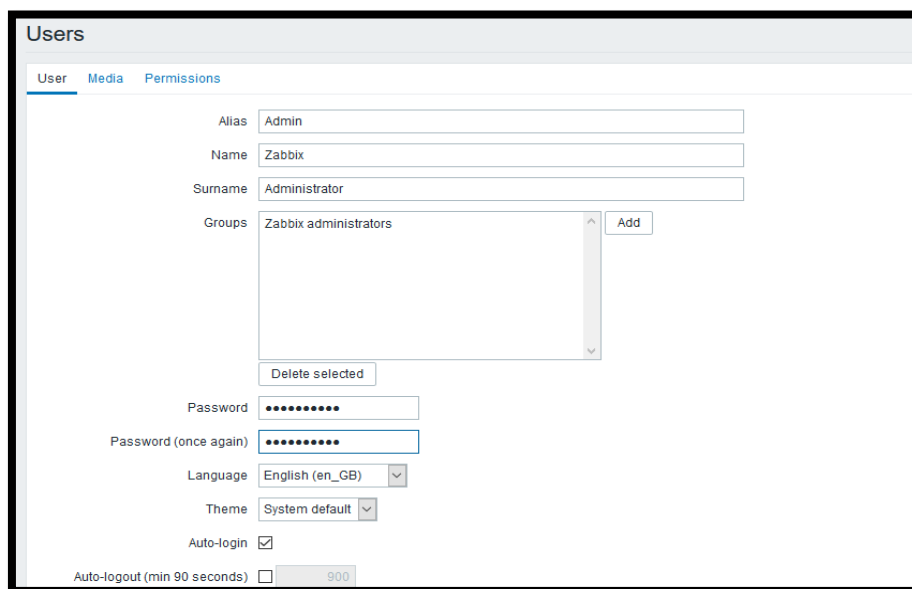 Users
User Media Permissions
Alias Admin
Name Zabbix
Surname Administrator
Groups Zabbix administrators Add
Delete selected
Password ••••••••••
Password (once again) ••••••••••
Language English (en_GB)
Theme System default
Auto-login
Auto-logout (min 90 seconds) 900